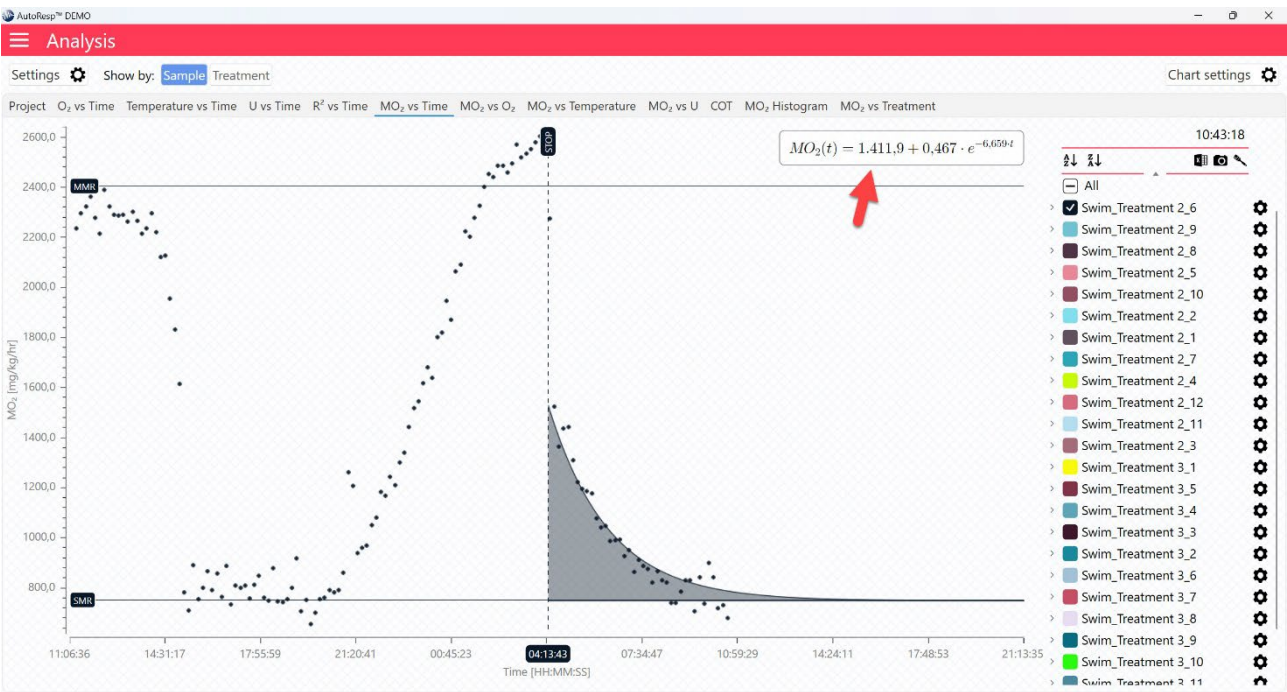 AutoResp™ DEMO
Analysis
Settings Show by: Sample Treatment Chart settings
Project O₂ vs Time Temperature vs Time U vs Time R² vs Time MO₂ vs Time MO₂ vs O₂ MO₂ vs Temperature MO₂ vs U COT MO₂ Histogram MO₂ vs Treatment
MO₂ [mg/kg/hr]
2600,0
2400,0
2200,0
2000,0
1800,0
1600,0
1400,0
1200,0
1000,0
800,0
MMR
SMR
STOP
MO₂(t) = 1.411,9 + 0,467 · e^−6,659·t
11:06:36 14:31:17 17:55:59 21:20:41 00:45:23 04:13:43 07:34:47 10:59:29 14:24:11 17:48:53 21:13:35
Time [HH:MM:SS]
10:43:18
All
Swim_Treatment 2_6
Swim_Treatment 2_9
Swim_Treatment 2_8
Swim_Treatment 2_5
Swim_Treatment 2_10
Swim_Treatment 2_2
Swim_Treatment 2_1
Swim_Treatment 2_7
Swim_Treatment 2_4
Swim_Treatment 2_12
Swim_Treatment 2_11
Swim_Treatment 2_3
Swim_Treatment 3_1
Swim_Treatment 3_5
Swim_Treatment 3_4
Swim_Treatment 3_3
Swim_Treatment 3_2
Swim_Treatment 3_6
Swim_Treatment 3_7
Swim_Treatment 3_8
Swim_Treatment 3_9
Swim_Treatment 3_10
Swim_Treatment 3_11